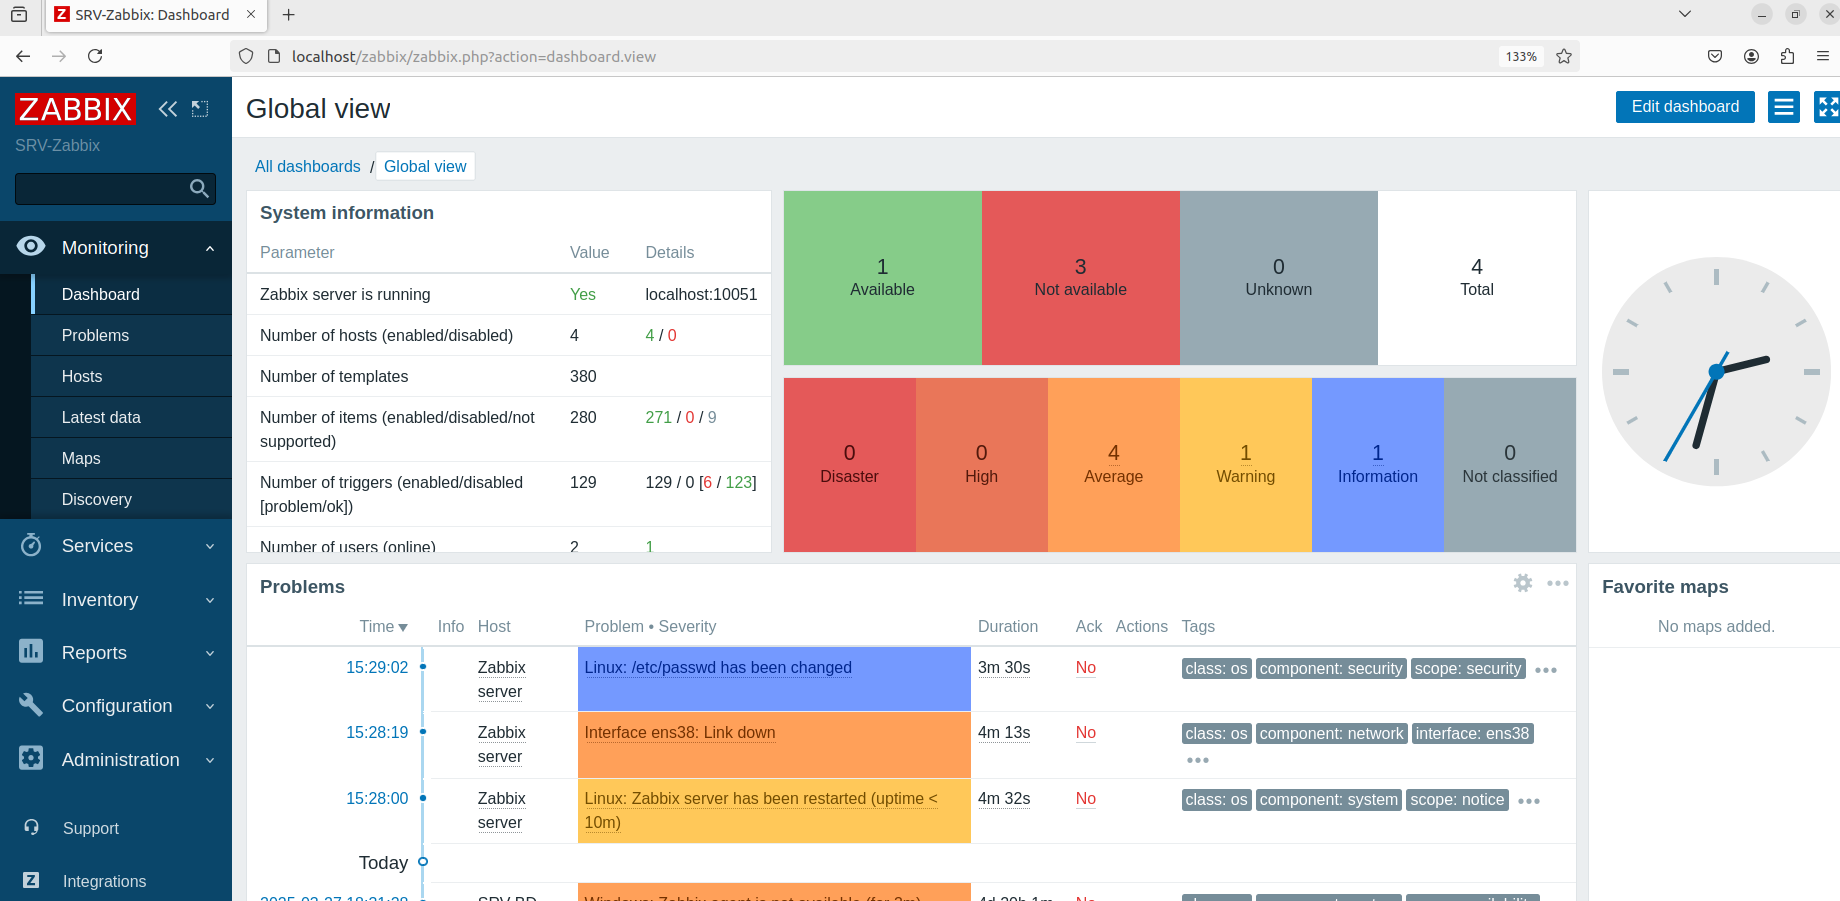 SRV-Zabbix: Dashboard
localhost/zabbix/zabbix.php?action=dashboard.view
133%
ZABBIX
SRV-Zabbix
Monitoring
Dashboard
Problems
Hosts
Latest data
Maps
Discovery
Services
Inventory
Reports
Configuration
Administration
Support
Integrations
Global view
Edit dashboard
All dashboards / Global view
System information
Parameter Value Details
Zabbix server is running Yes localhost:10051
Number of hosts (enabled/disabled) 4 4 / 0
Number of templates 380
Number of items (enabled/disabled/not 280 271 / 0 / 9
supported)
Number of triggers (enabled/disabled 129 129 / 0 [6 / 123]
[problem/ok])
Number of users (online) 2 1
1 3 0 4
Available Not available Unknown Total
0 0 4 1 1 0
Disaster High Average Warning Information Not classified
Problems
Time Info Host Problem • Severity Duration Ack Actions Tags
15:29:02 Zabbix Linux: /etc/passwd has been changed 3m 30s No class: os component: security scope: security
server
15:28:19 Zabbix Interface ens38: Link down 4m 13s No class: os component: network interface: ens38
server
15:28:00 Zabbix Linux: Zabbix server has been restarted (uptime < 4m 32s No class: os component: system scope: notice
server 10m)
Today
Favorite maps
No maps added.